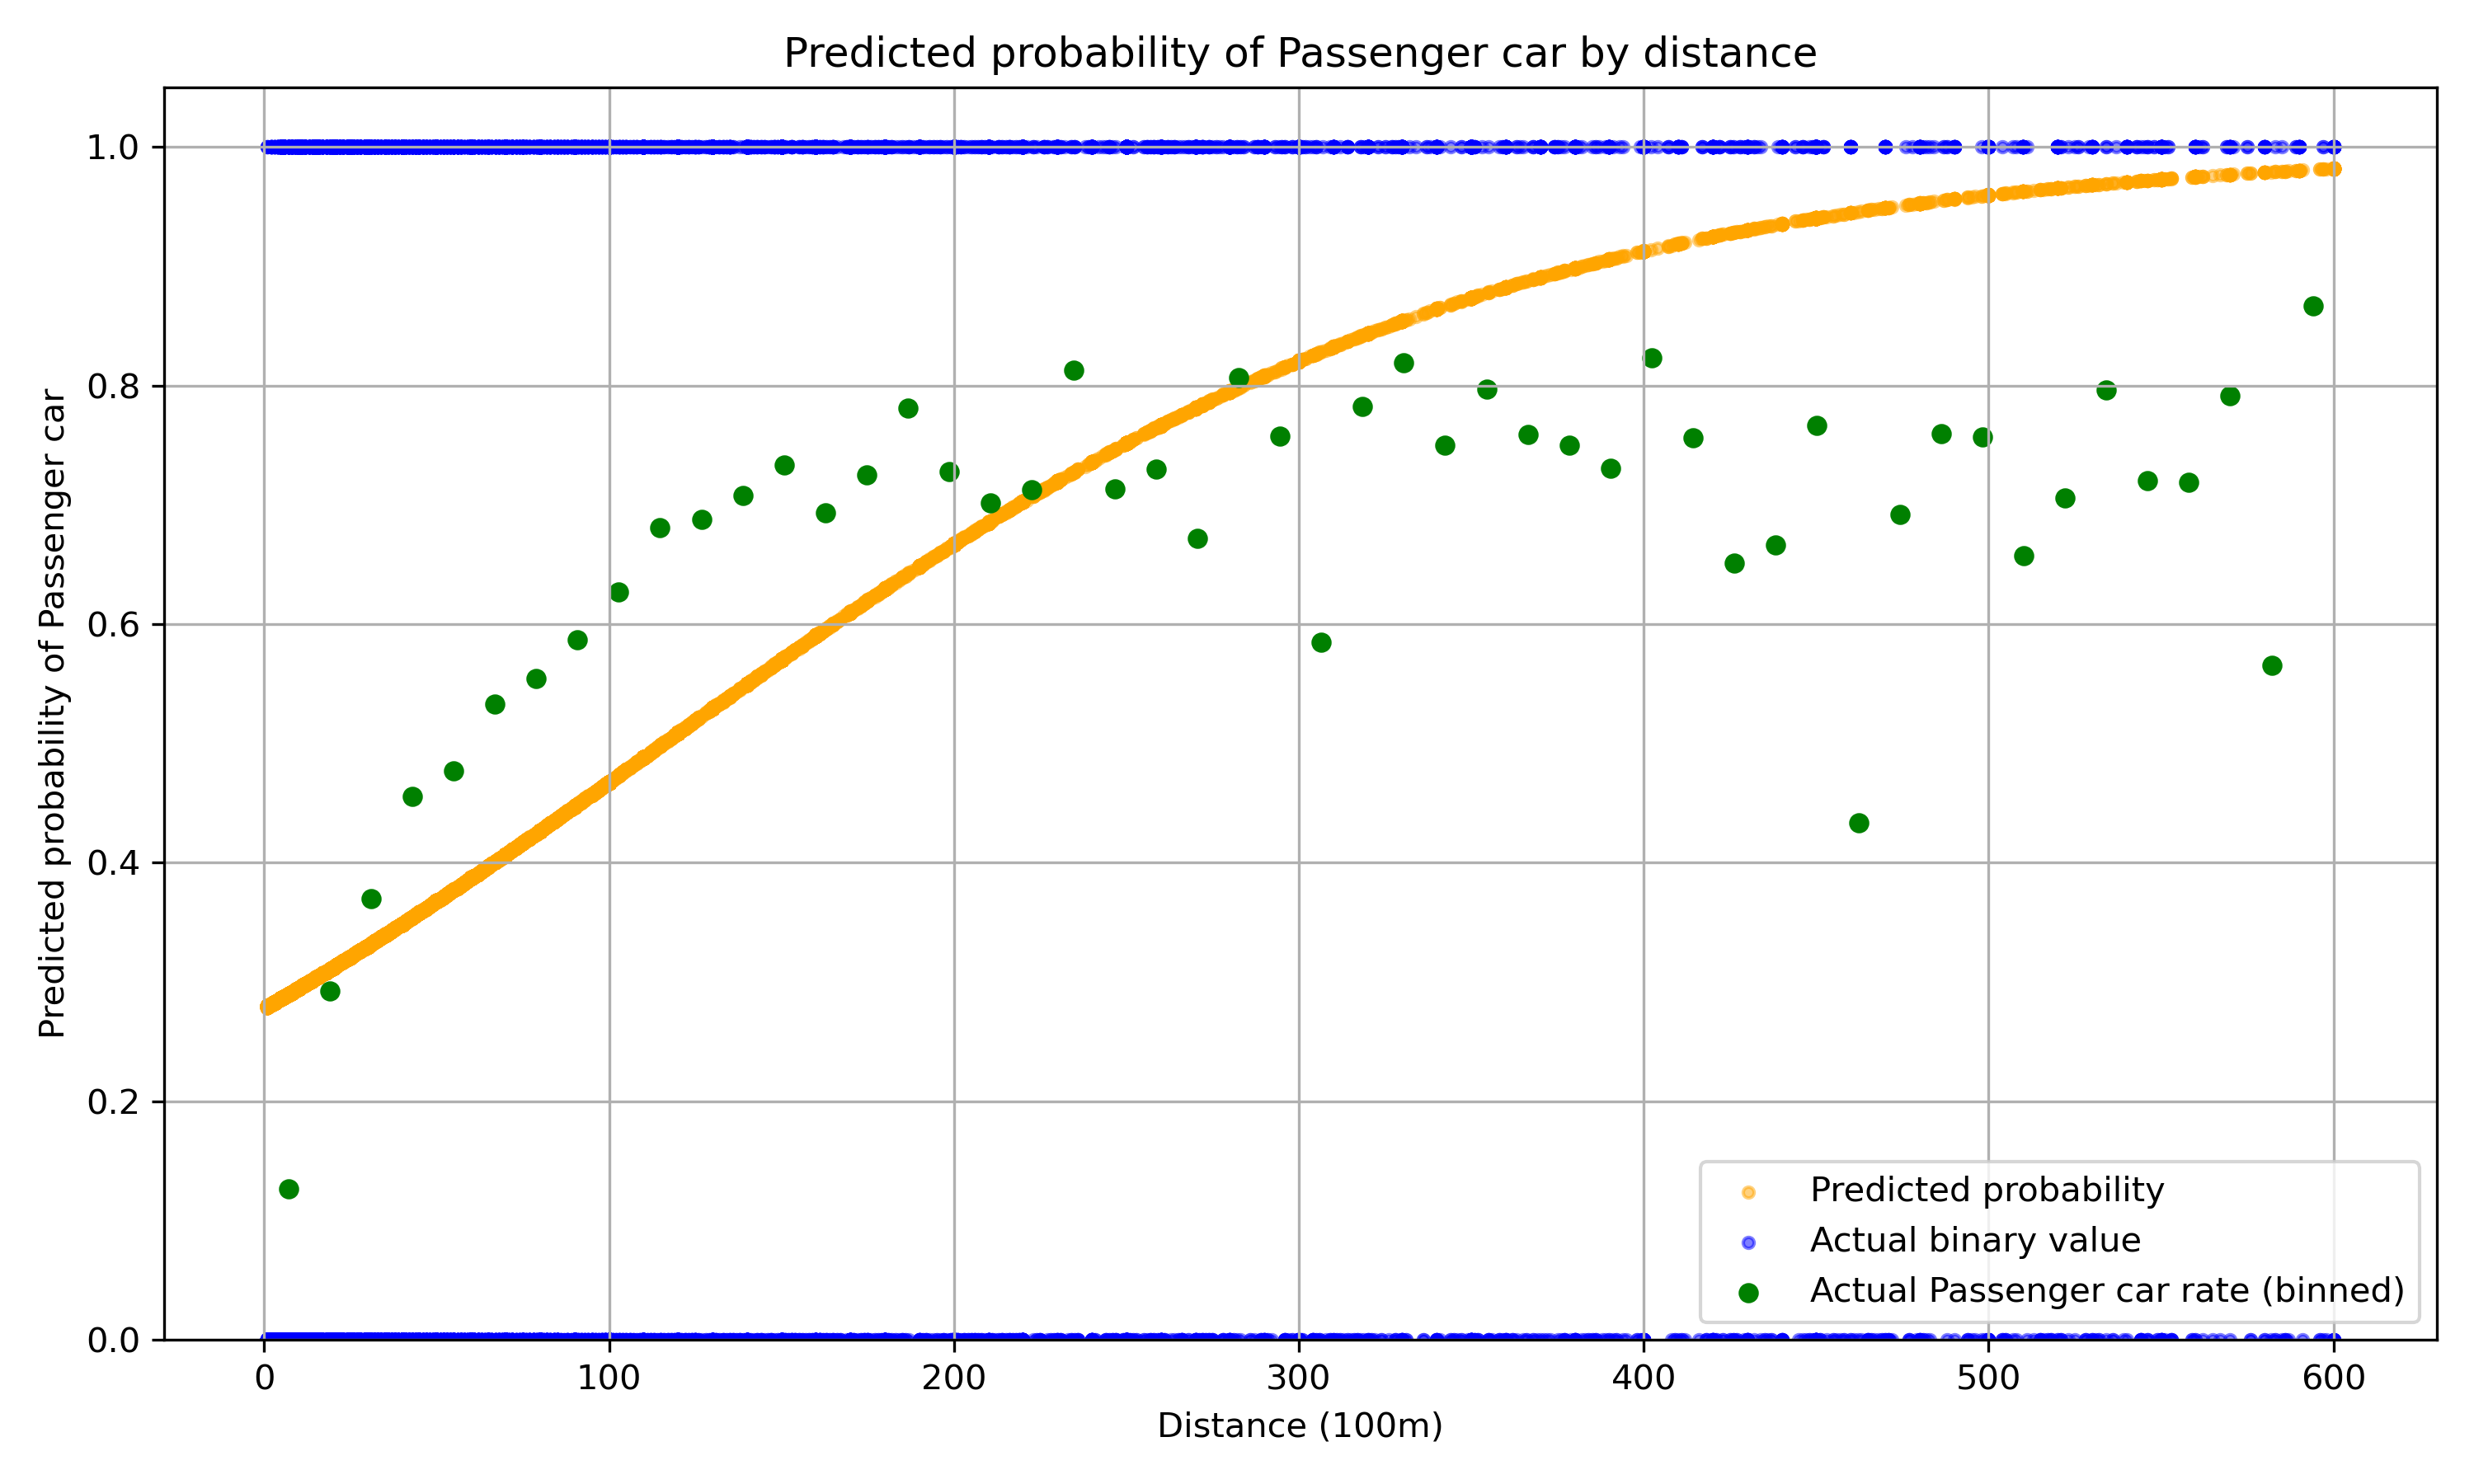 Predicted probability of Passenger car by distance
Predicted probability of Passenger car
1.0
0.8
0.6
0.4
0.2
0.0
0 100 200 300 400 500 600
Distance (100m)
Predicted probability
Actual binary value
Actual Passenger car rate (binned)